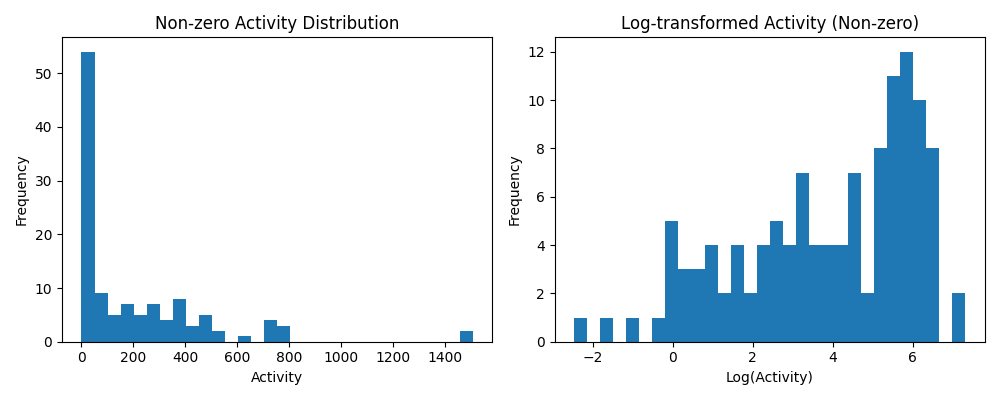 Non-zero Activity Distribution
Frequency
50
40
30
20
10
0
0 200 400 600 800 1000 1200 1400
Activity
Log-transformed Activity (Non-zero)
Frequency
12
10
8
6
4
2
0
−2 0 2 4 6
Log(Activity)